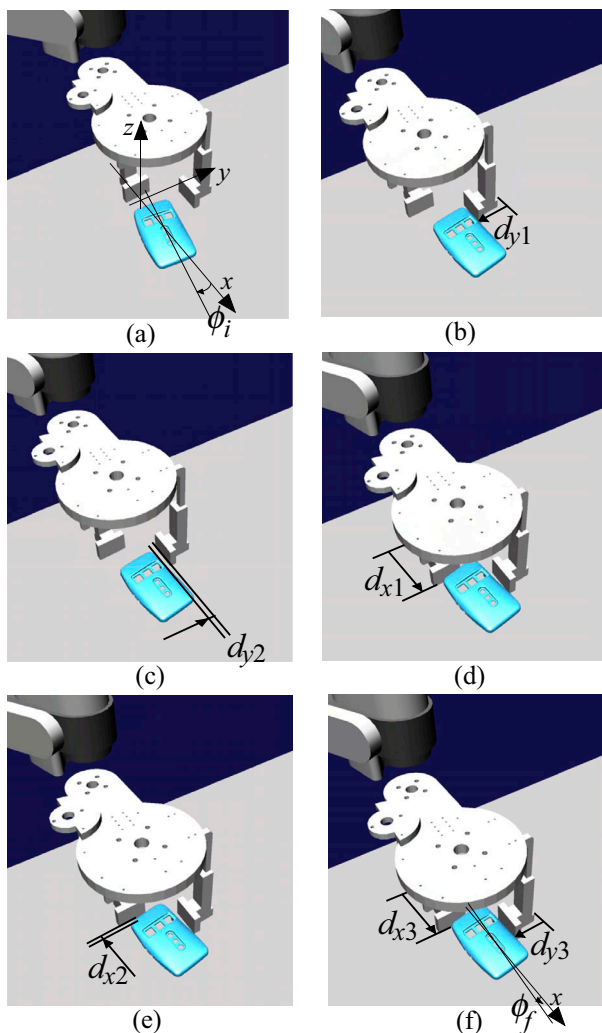 z
y
x
ϕi
(a)
dy1
(b)
dy2
(c)
dx1
(d)
dx2
(e)
dx3
dy3
ϕf
x
(f)